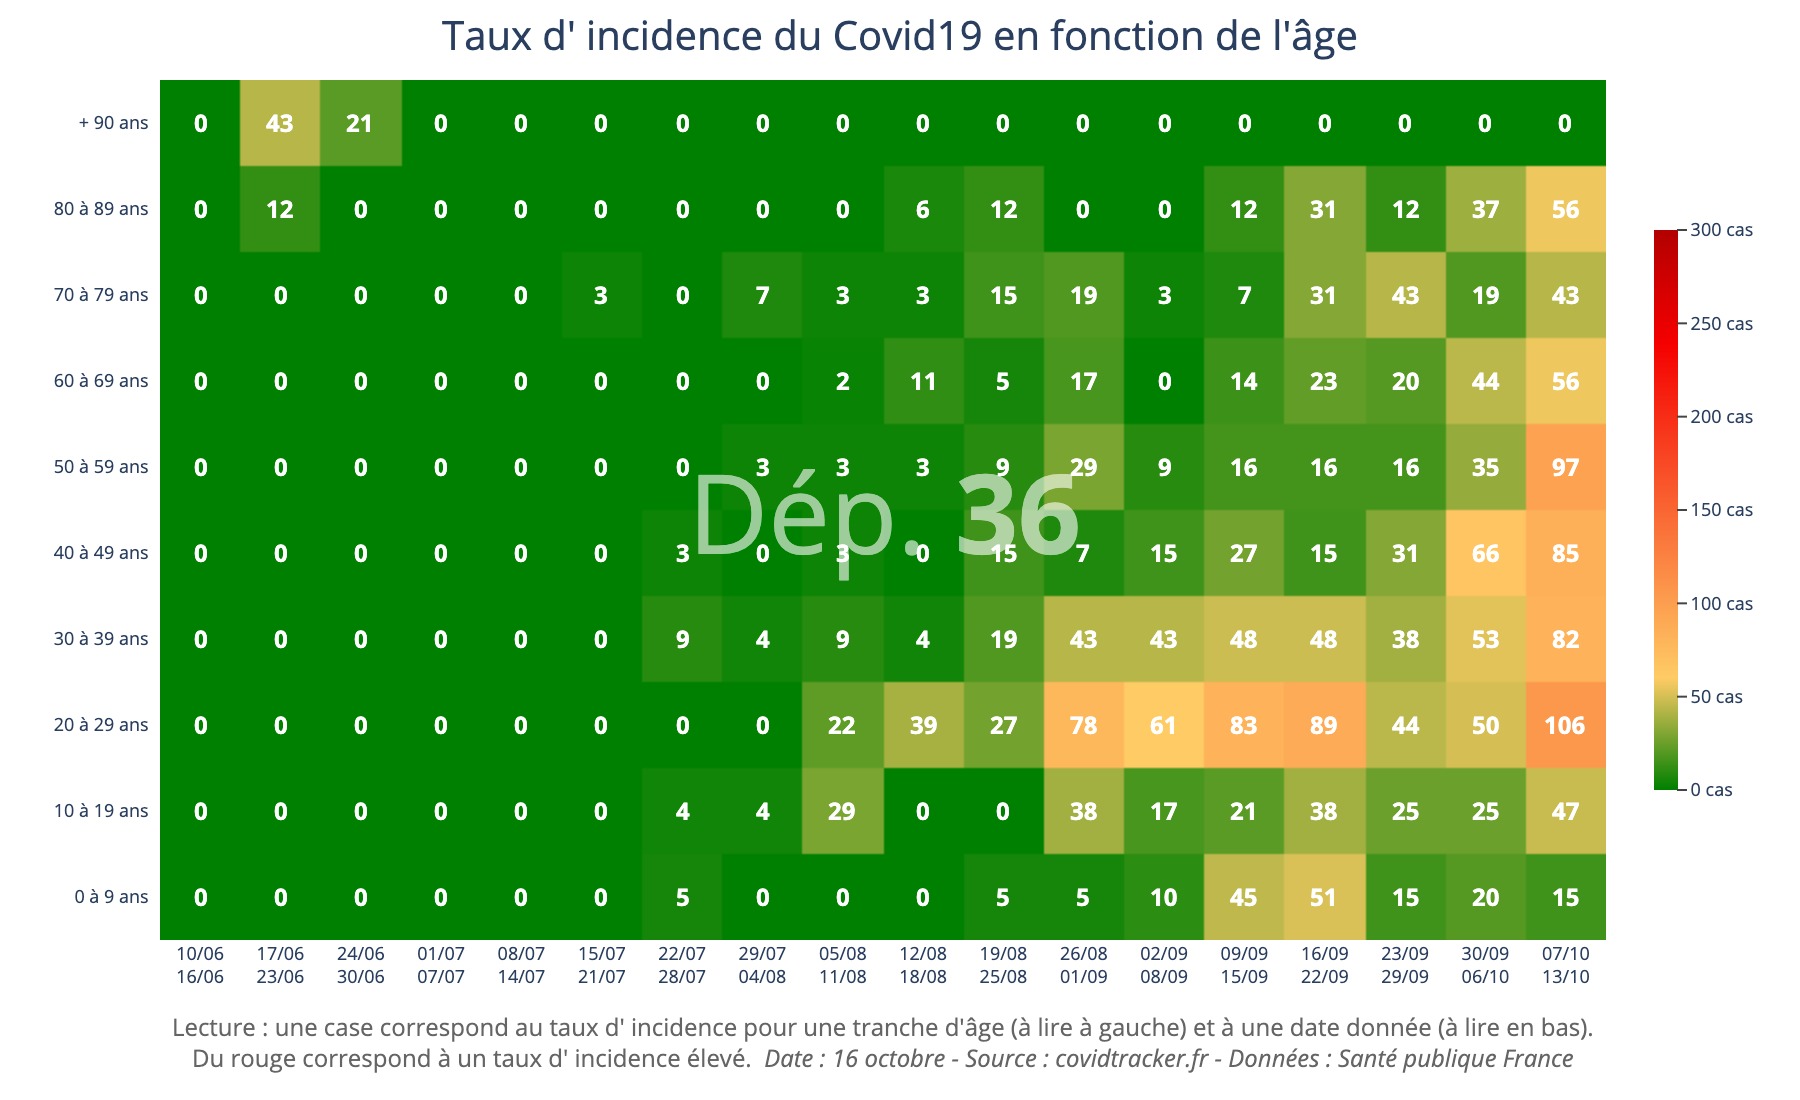 Taux d' incidence du Covid19 en fonction de l'âge
+ 90 ans 0 43 21 0 0 0 0 0 0 0 0 0 0 0 0 0 0 0
80 à 89 ans 0 12 0 0 0 0 0 0 0 6 12 0 0 12 31 12 37 56
300 cas
70 à 79 ans 0 0 0 0 0 3 0 7 3 3 15 19 3 7 31 43 19 43
250 cas
60 à 69 ans 0 0 0 0 0 0 0 0 2 11 5 17 0 14 23 20 44 56
200 cas
50 à 59 ans 0 0 0 0 0 0 0 3 3 3 9 29 9 16 16 16 35 97
150 cas
Dép. 36
40 à 49 ans 0 0 0 0 0 0 3 0 3 0 15 7 15 27 15 31 66 85
100 cas
30 à 39 ans 0 0 0 0 0 0 9 4 9 4 19 43 43 48 48 38 53 82
50 cas
20 à 29 ans 0 0 0 0 0 0 0 0 22 39 27 78 61 83 89 44 50 106
0 cas
10 à 19 ans 0 0 0 0 0 0 4 4 29 0 0 38 17 21 38 25 25 47
0 à 9 ans 0 0 0 0 0 0 5 0 0 0 5 5 10 45 51 15 20 15
10/06 17/06 24/06 01/07 08/07 15/07 22/07 29/07 05/08 12/08 19/08 26/08 02/09 09/09 16/09 23/09 30/09 07/10
16/06 23/06 30/06 07/07 14/07 21/07 28/07 04/08 11/08 18/08 25/08 01/09 08/09 15/09 22/09 29/09 06/10 13/10
Lecture : une case correspond au taux d' incidence pour une tranche d'âge (à lire à gauche) et à une date donnée (à lire en bas).
Du rouge correspond à un taux d' incidence élevé. Date : 16 octobre - Source : covidtracker.fr - Données : Santé publique France